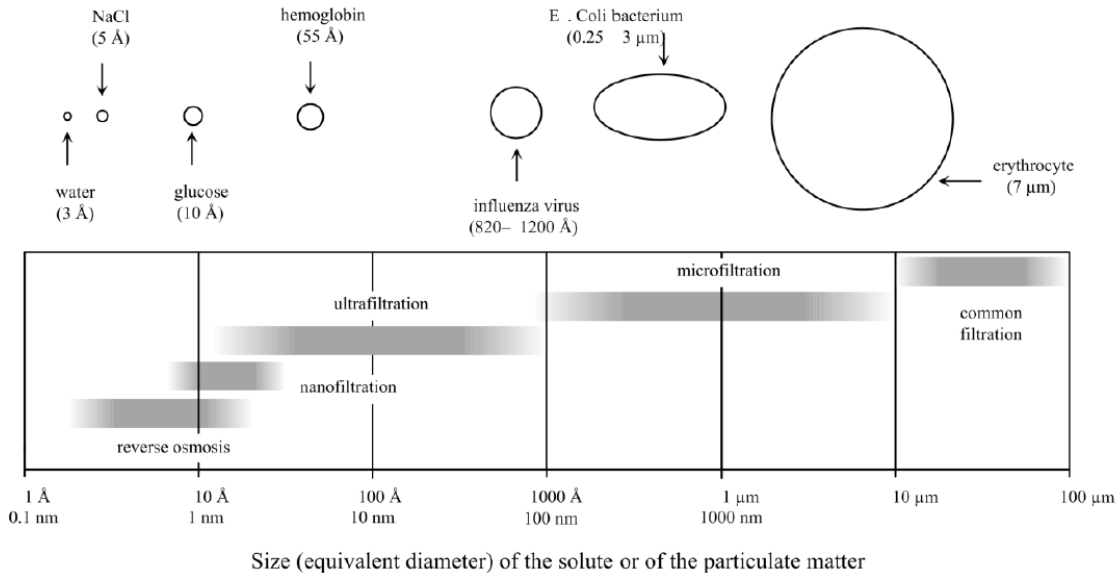 NaCl
(5 Å)
hemoglobin
(55 Å)
E . Coli bacterium
(0.25 3 µm)
water
(3 Å)
glucose
(10 Å)
influenza virus
(820– 1200 Å)
erythrocyte
(7 µm)
microfiltration
ultrafiltration
common
filtration
nanofiltration
reverse osmosis
1 Å 10 Å 100 Å 1000 Å 1 µm 10 µm 100 µm
0.1 nm 1 nm 10 nm 100 nm 1000 nm
Size (equivalent diameter) of the solute or of the particulate matter